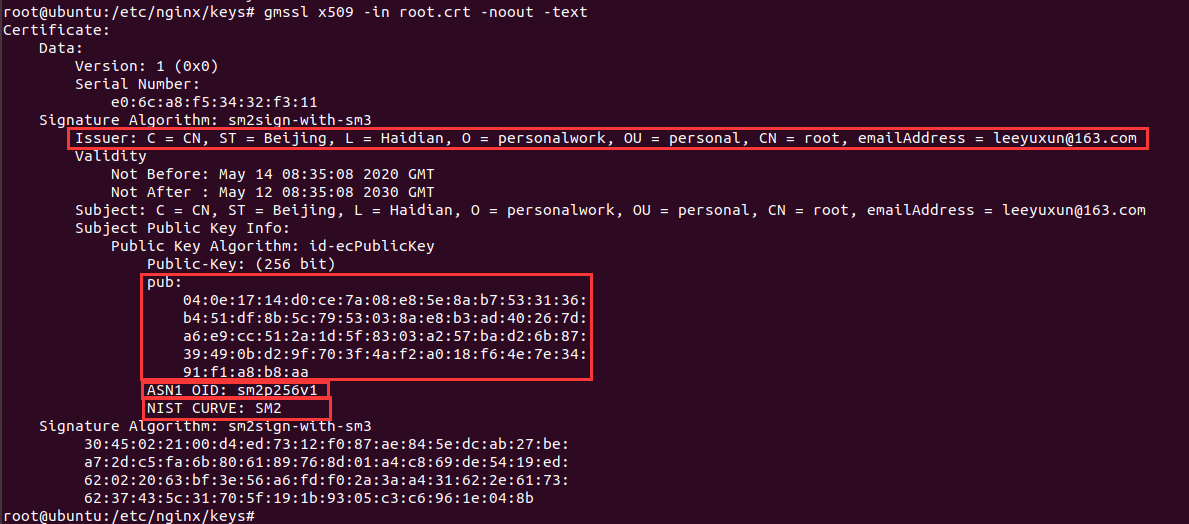 root@ubuntu:/etc/nginx/keys# gmssl x509 -in root.crt -noout -text
Certificate:
    Data:
        Version: 1 (0x0)
        Serial Number:
            e0:6c:a8:f5:34:32:f3:11
    Signature Algorithm: sm2sign-with-sm3
        Issuer: C = CN, ST = Beijing, L = Haidian, O = personalwork, OU = personal, CN = root, emailAddress = leeyuxun@163.com
        Validity
            Not Before: May 14 08:35:08 2020 GMT
            Not After : May 12 08:35:08 2030 GMT
        Subject: C = CN, ST = Beijing, L = Haidian, O = personalwork, OU = personal, CN = root, emailAddress = leeyuxun@163.com
        Subject Public Key Info:
            Public Key Algorithm: id-ecPublicKey
                Public-Key: (256 bit)
                pub:
                    04:0e:17:14:d0:ce:7a:08:e8:5e:8a:b7:53:31:36:
                    b4:51:df:8b:5c:79:53:03:8a:e8:b3:ad:40:26:7d:
                    a6:e9:cc:51:2a:1d:5f:83:03:a2:57:ba:d2:6b:87:
                    39:49:0b:d2:9f:70:3f:4a:f2:a0:18:f6:4e:7e:34:
                    91:f1:a8:b8:aa
                ASN1 OID: sm2p256v1
                NIST CURVE: SM2
    Signature Algorithm: sm2sign-with-sm3
         30:45:02:21:00:d4:ed:73:12:f0:87:ae:84:5e:dc:ab:27:be:
         a7:2d:c5:fa:6b:80:61:89:76:8d:01:a4:c8:69:de:54:19:ed:
         62:02:20:63:bf:3e:56:a6:fd:f0:2a:3a:a4:31:62:2e:61:73:
         62:37:43:5c:31:70:5f:19:1b:93:05:c3:c6:96:1e:04:8b
root@ubuntu:/etc/nginx/keys#